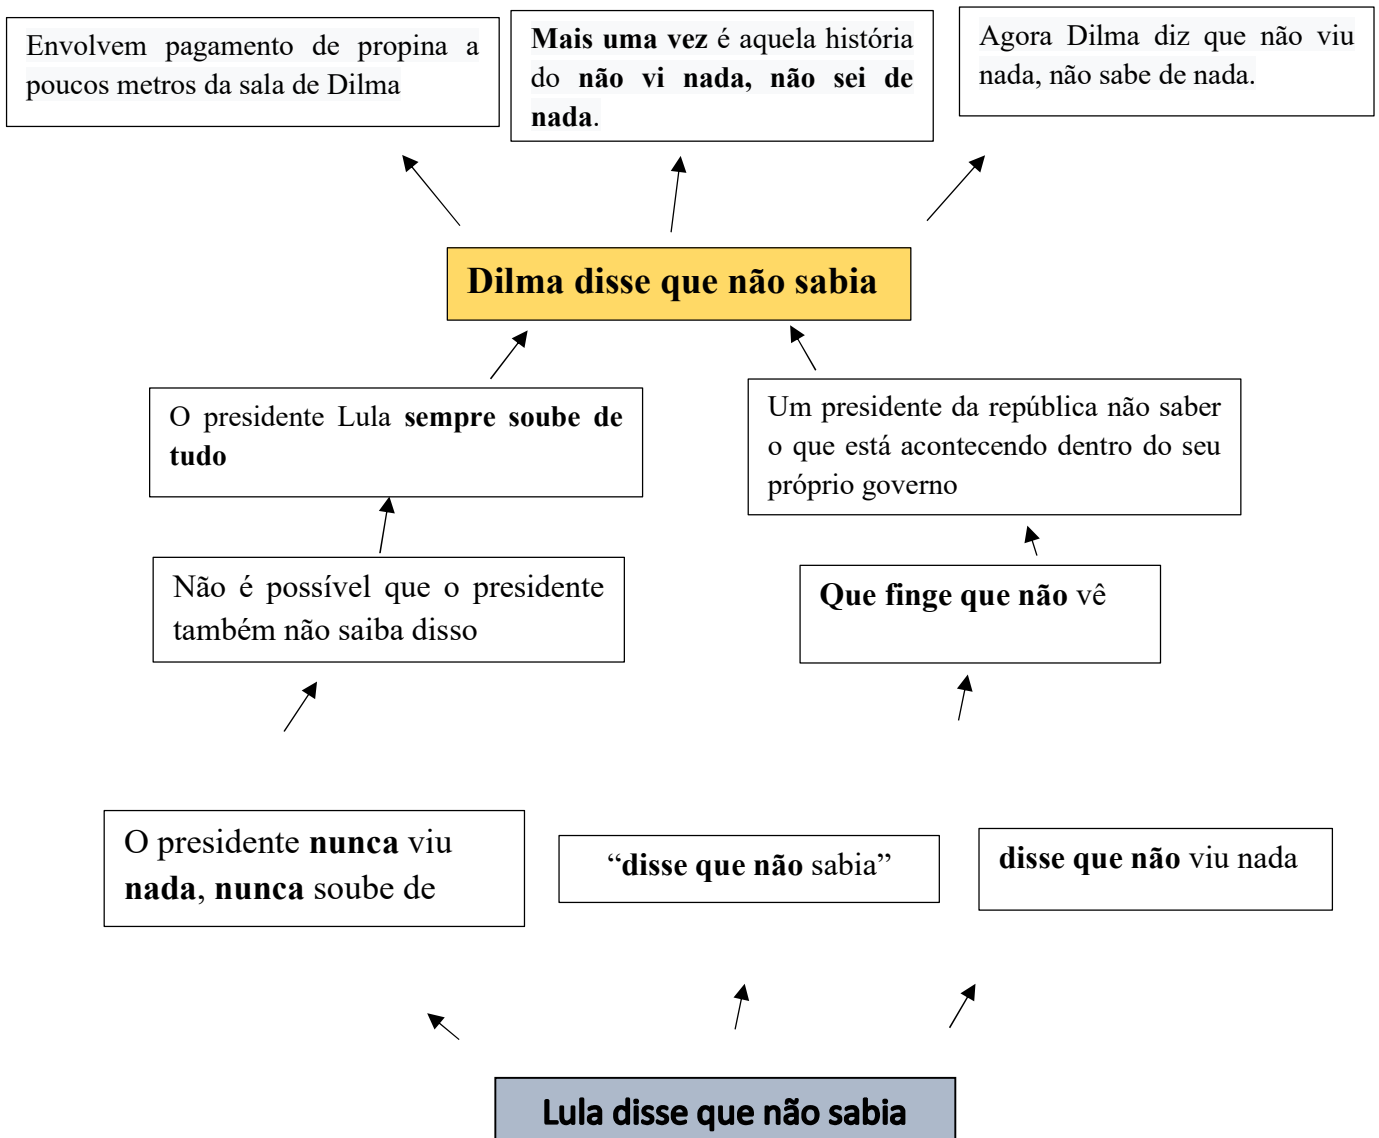 Envolvem pagamento de propina a
poucos metros da sala de Dilma
Mais uma vez é aquela história
do não vi nada, não sei de
nada.
Agora Dilma diz que não viu
nada, não sabe de nada.
Dilma disse que não sabia
O presidente Lula sempre soube de
tudo
Um presidente da república não saber
o que está acontecendo dentro do seu
próprio governo
Não é possível que o presidente
também não saiba disso
Que finge que não vê
O presidente nunca viu
nada, nunca soube de
“disse que não sabia”
disse que não viu nada
Lula disse que não sabia